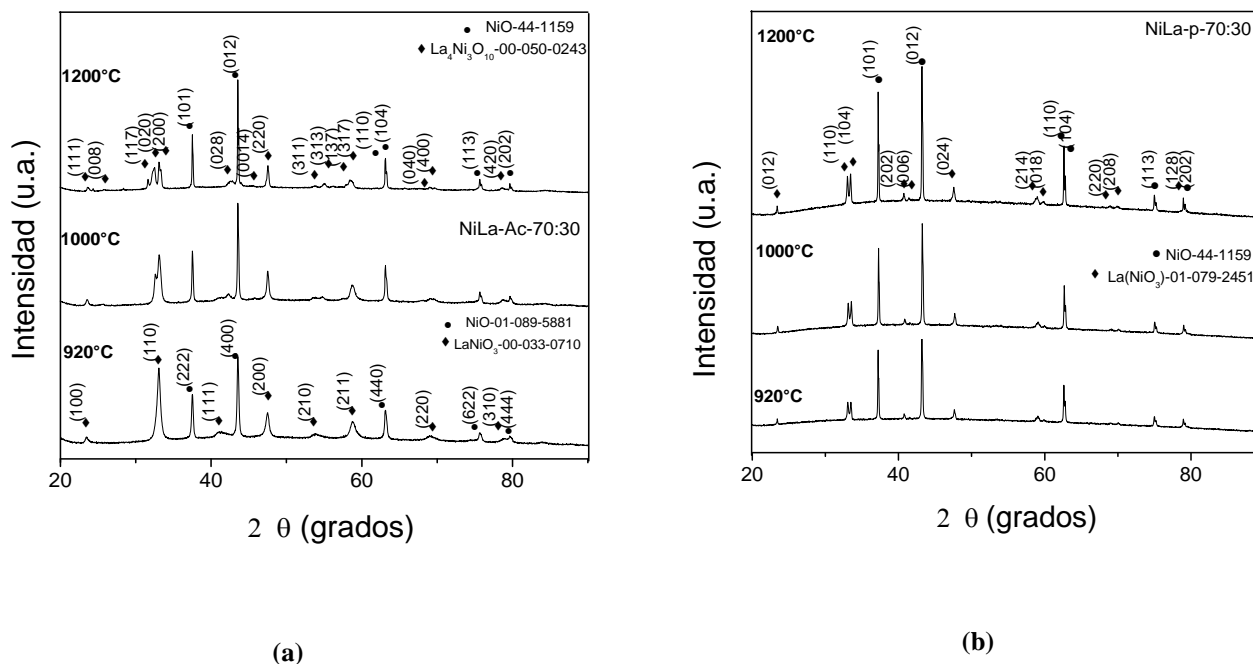 NiO-44-1159
La4Ni3O10-00-050-0243
1200°C
(111)
(008)
(117)
(020)
(200)
(101)
(028)
(012)
(0014)
(220)
(311)
(313)
(137)
(317)
(110)
(104)
(040)
(400)
(113)
(420)
(202)
1000°C
NiLa-Ac-70:30
NiO-01-089-5881
LaNiO3-00-033-0710
920°C
(100)
(110)
(222)
(111)
(400)
(200)
(210)
(211)
(440)
(220)
(622)
(310)
(444)
Intensidad (u.a.)
20 40 60 80
2 θ (grados)
(a)
NiLa-p-70:30
1200°C
(012)
(110)
(104)
(101)
(202)
(006)
(012)
(024)
(214)
(018)
(110)
(104)
(220)
(208)
(113)
(128)
(202)
NiO-44-1159
La(NiO3)-01-079-2451
1000°C
920°C
Intensidad (u.a.)
20 40 60 80
2 θ (grados)
(b)